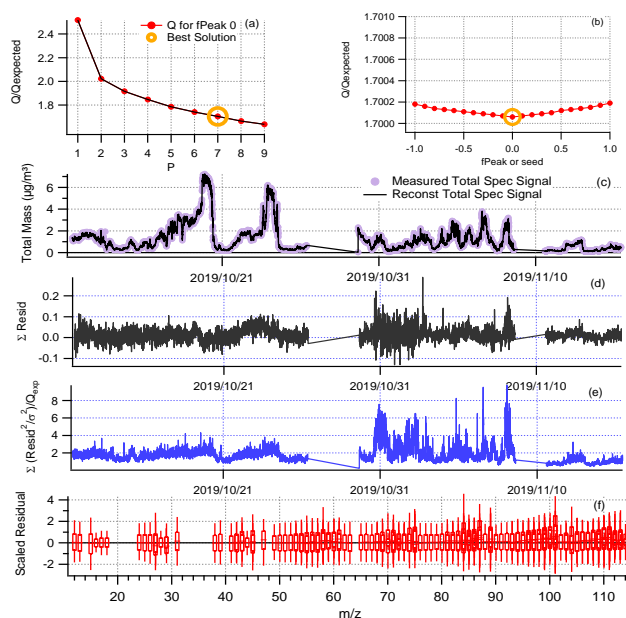 (a)
Q for fPeak 0
Best Solution
Q/Qexpected
2.4
2.2
2.0
1.8
1 2 3 4 5 6 7 8 9
P
(b)
Q/Qexpected
1.7010
1.7008
1.7006
1.7004
1.7002
1.7000
-1.0 -0.5 0.0 0.5 1.0
fPeak or seed
Total Mass (µg/m³)
6
4
2
0
Measured Total Spec Signal
Reconst Total Spec Signal
(c)
2019/10/21 2019/10/31 2019/11/10
Σ Resid
0.2
0.1
0.0
-0.1
(d)
2019/10/21 2019/10/31 2019/11/10
Σ (Resid²/σ²)/Qexp
8
6
4
2
(e)
2019/10/21 2019/10/31 2019/11/10
Scaled Residual
4
2
0
-2
(f)
20 30 40 50 60 70 80 90 100 110
m/z